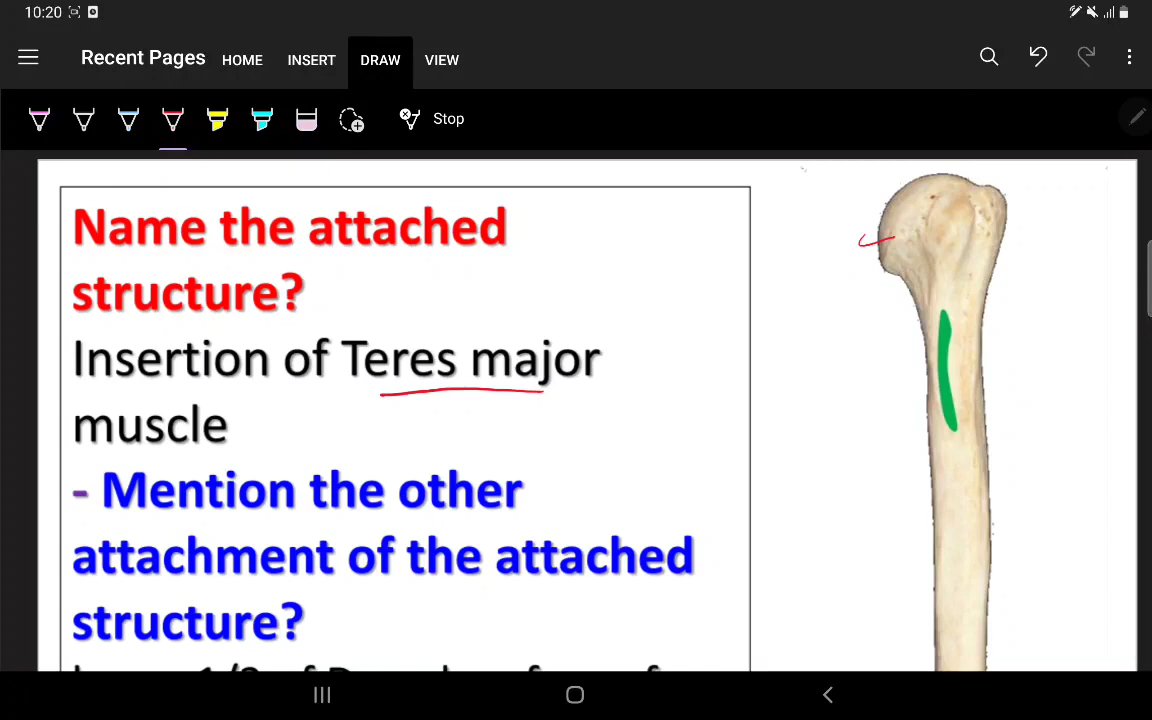 10:20
Recent Pages HOME INSERT DRAW VIEW
Stop
Name the attached
structure?
Insertion of Teres major
muscle
- Mention the other
attachment of the attached
structure?